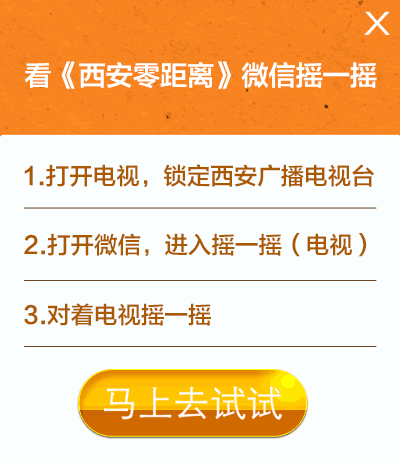 看《西安零距离》微信摇一摇
1.打开电视，锁定西安广播电视台
2.打开微信，进入摇一摇（电视）
3.对着电视摇一摇
马上去试试